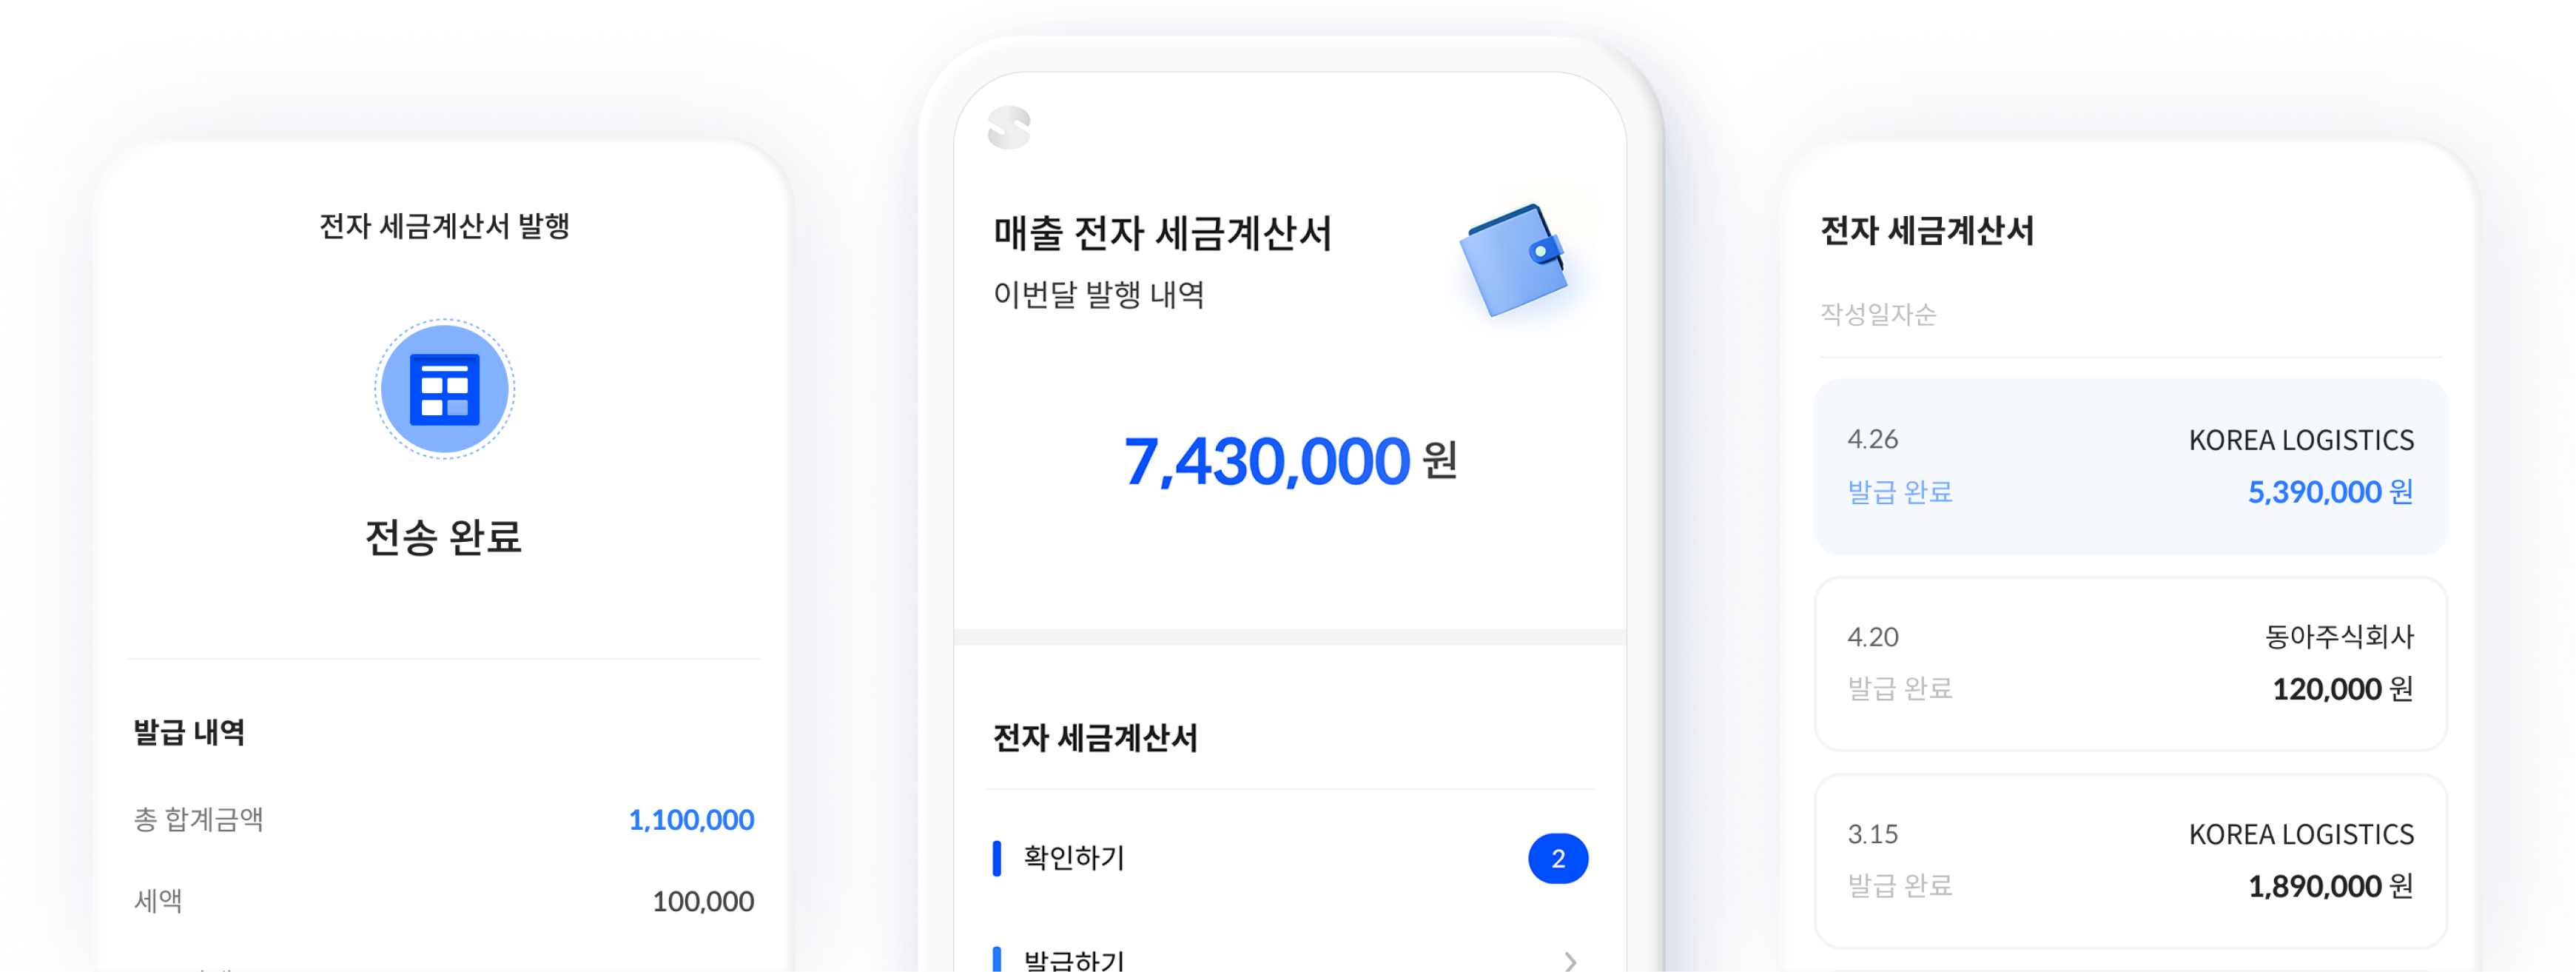 전자 세금계산서 발행
전송 완료
발급 내역
총 합계금액 1,100,000
세액 100,000
매출 전자 세금계산서
이번달 발행 내역
7,430,000 원
전자 세금계산서
확인하기 2
발급하기
전자 세금계산서
작성일자순
4.26 KOREA LOGISTICS
발급 완료 5,390,000 원
4.20 동아주식회사
발급 완료 120,000 원
3.15 KOREA LOGISTICS
발급 완료 1,890,000 원